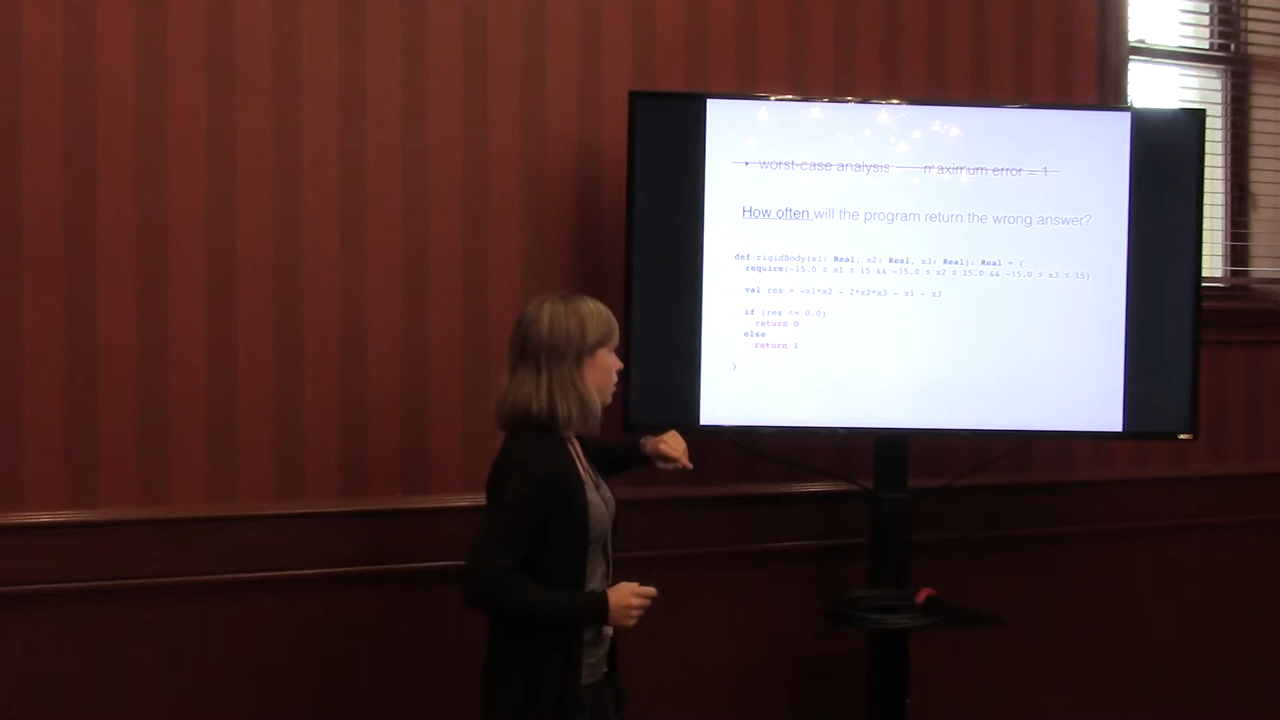 • worst-case analysis maximum error = 1
How often will the program return the wrong answer?
def rigidBody(x1: Real, x2: Real, x3: Real): Real = {
require(-15.0 ≤ x1 ≤ 15 && -15.0 ≤ x2 ≤ 15.0 && -15.0 ≤ x3 ≤ 15)
val res = -x1*x2 - 2*x2*x3 - x1 - x3
if (res <= 0.0)
return 0
else
return 1
}